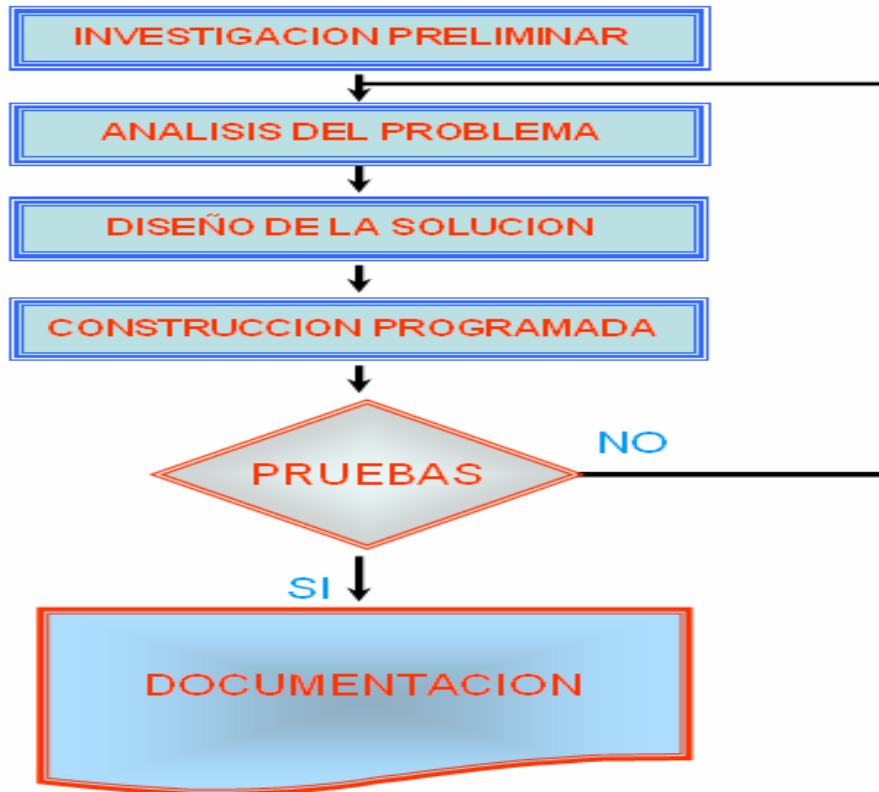 INVESTIGACION PRELIMINAR
ANALISIS DEL PROBLEMA
DISEÑO DE LA SOLUCION
CONSTRUCCION PROGRAMADA
PRUEBAS
NO
SI
DOCUMENTACION